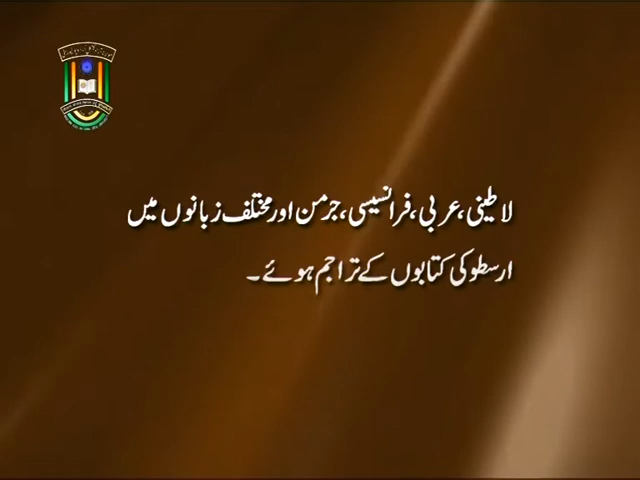 لاطینی، عربی، فرانسیسی، جرمن اور مختلف زبانوں میں
ارسطو کی کتابوں کے تراجم ہوئے۔